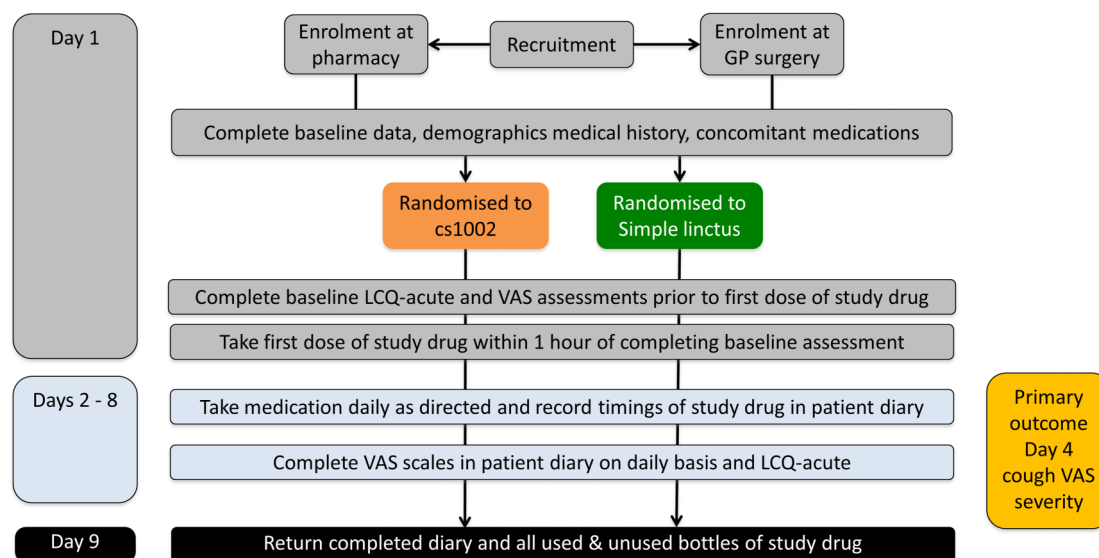 Day 1
Enrolment at
pharmacy
Recruitment
Enrolment at
GP surgery
Complete baseline data, demographics medical history, concomitant medications
Randomised to
cs1002
Randomised to
Simple linctus
Complete baseline LCQ-acute and VAS assessments prior to first dose of study drug
Take first dose of study drug within 1 hour of completing baseline assessment
Days 2 - 8
Take medication daily as directed and record timings of study drug in patient diary
Complete VAS scales in patient diary on daily basis and LCQ-acute
Primary
outcome
Day 4
cough VAS
severity
Day 9
Return completed diary and all used & unused bottles of study drug